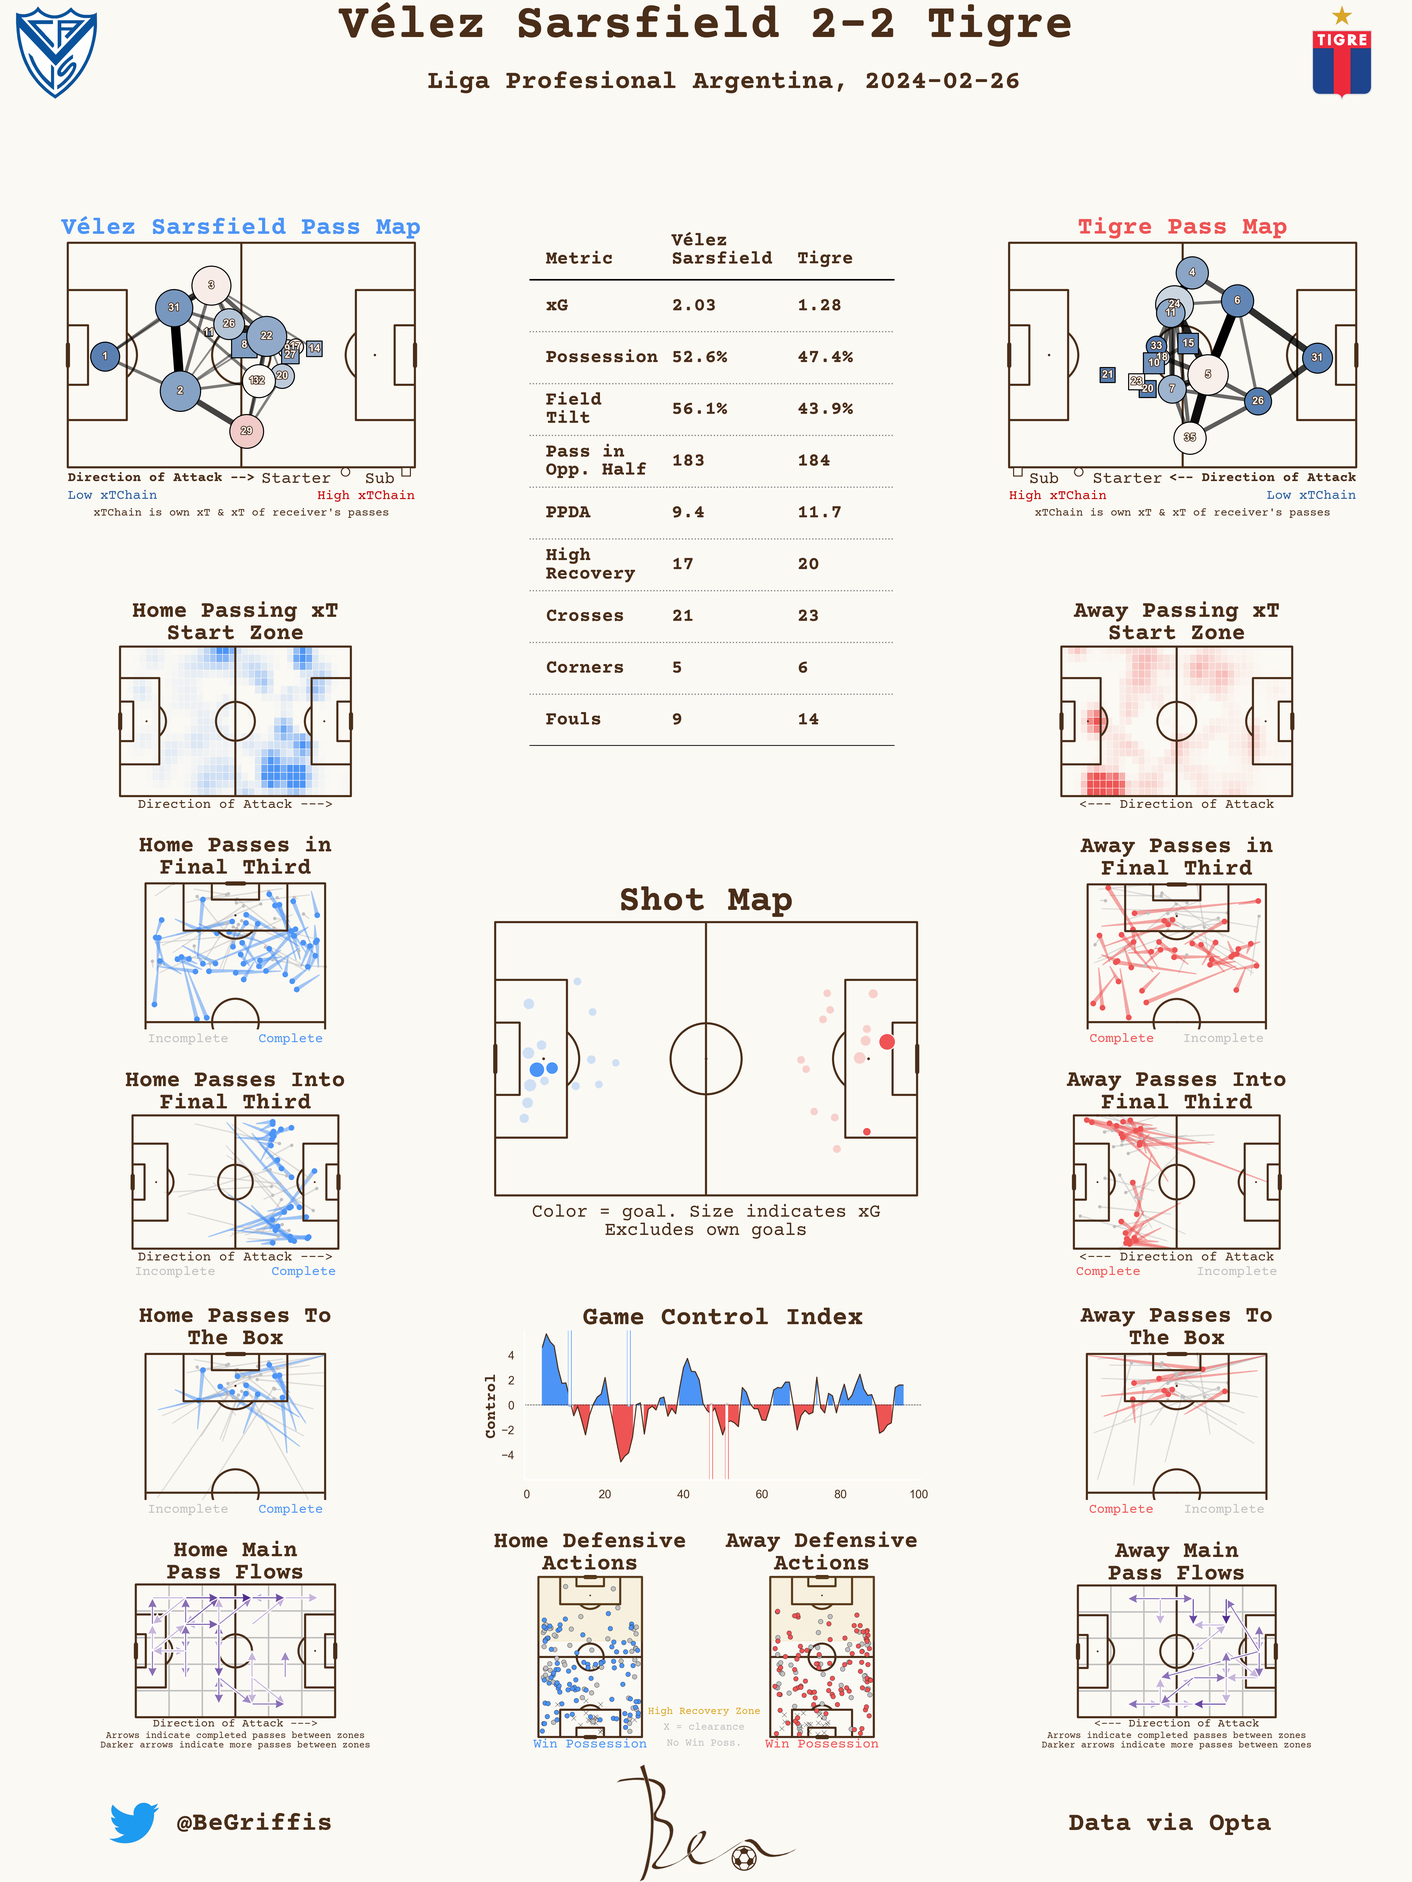 Vélez Sarsfield 2-2 Tigre
Liga Profesional Argentina, 2024-02-26
TIGRE
Vélez Sarsfield Pass Map
3
31
26
11
22
8
27
14
1
2
20
132
29
Direction of Attack --> Starter Sub
Low xTChain High xTChain
xTChain is own xT & xT of receiver's passes
Metric Vélez Sarsfield Tigre
xG 2.03 1.28
Possession 52.6% 47.4%
Field Tilt 56.1% 43.9%
Pass in Opp. Half 183 184
PPDA 9.4 11.7
High Recovery 17 20
Crosses 21 23
Corners 5 6
Fouls 9 14
Tigre Pass Map
4
24
11
6
33
18
15
10
31
21
23
20
7
5
26
35
Sub Starter <-- Direction of Attack
High xTChain Low xTChain
xTChain is own xT & xT of receiver's passes
Home Passing xT
Start Zone
Direction of Attack --->
Away Passing xT
Start Zone
<--- Direction of Attack
Home Passes in
Final Third
Incomplete Complete
Away Passes in
Final Third
Complete Incomplete
Shot Map
Color = goal. Size indicates xG
Excludes own goals
Home Passes Into
Final Third
Direction of Attack --->
Incomplete Complete
Away Passes Into
Final Third
<--- Direction of Attack
Complete Incomplete
Home Passes To
The Box
Incomplete Complete
Game Control Index
Control
4
2
0
−2
−4
0 20 40 60 80 100
Away Passes To
The Box
Complete Incomplete
Home Main
Pass Flows
Direction of Attack --->
Arrows indicate completed passes between zones
Darker arrows indicate more passes between zones
Home Defensive
Actions
Win Possession
Away Defensive
Actions
Win Possession
High Recovery Zone
X = clearance
No Win Poss.
Away Main
Pass Flows
<--- Direction of Attack
Arrows indicate completed passes between zones
Darker arrows indicate more passes between zones
@BeGriffis
Ben
Data via Opta